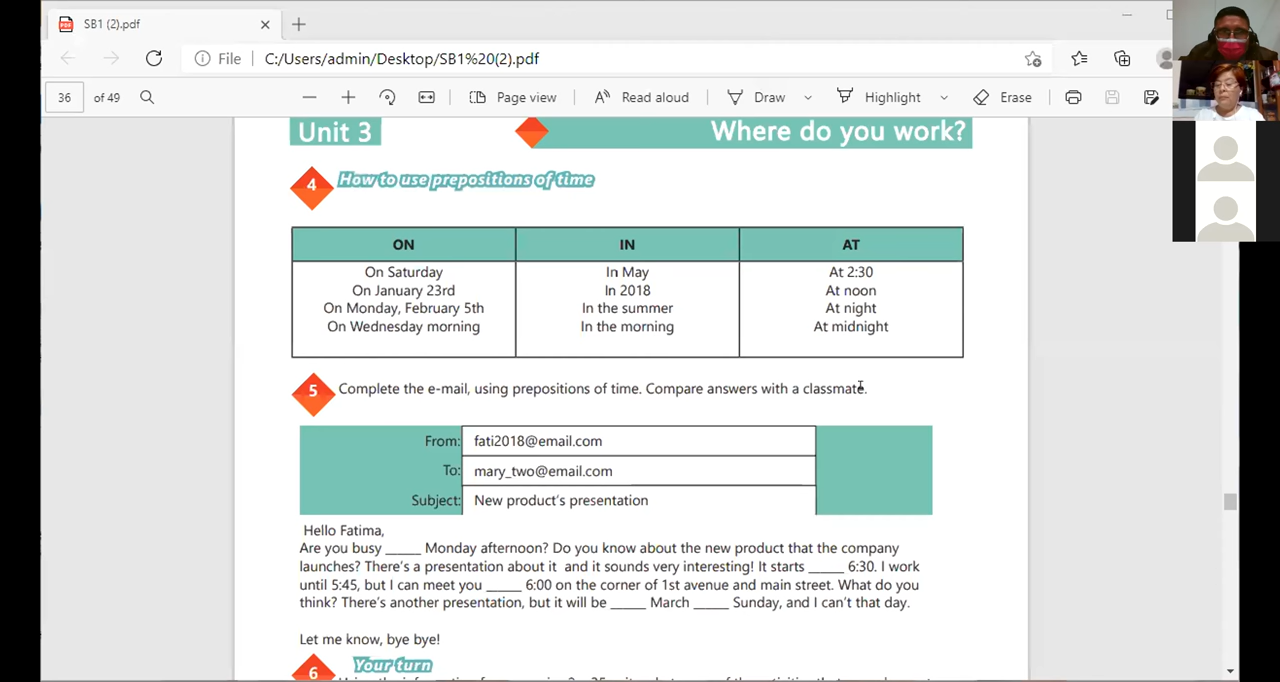 SB1 (2).pdf
File C:/Users/admin/Desktop/SB1%20(2).pdf
36 of 49 Page view Read aloud Draw Highlight Erase
Unit 3 Where do you work?
4 How to use prepositions of time
ON IN AT
On Saturday In May At 2:30
On January 23rd In 2018 At noon
On Monday, February 5th In the summer At night
On Wednesday morning In the morning At midnight
5 Complete the e-mail, using prepositions of time. Compare answers with a classmate.
From: fati2018@email.com
To: mary_two@email.com
Subject: New product's presentation
Hello Fatima,
Are you busy _____ Monday afternoon? Do you know about the new product that the company
launches? There's a presentation about it and it sounds very interesting! It starts _____ 6:30. I work
until 5:45, but I can meet you _____ 6:00 on the corner of 1st avenue and main street. What do you
think? There's another presentation, but it will be _____ March _____ Sunday, and I can't that day.
Let me know, bye bye!
6 Your turn